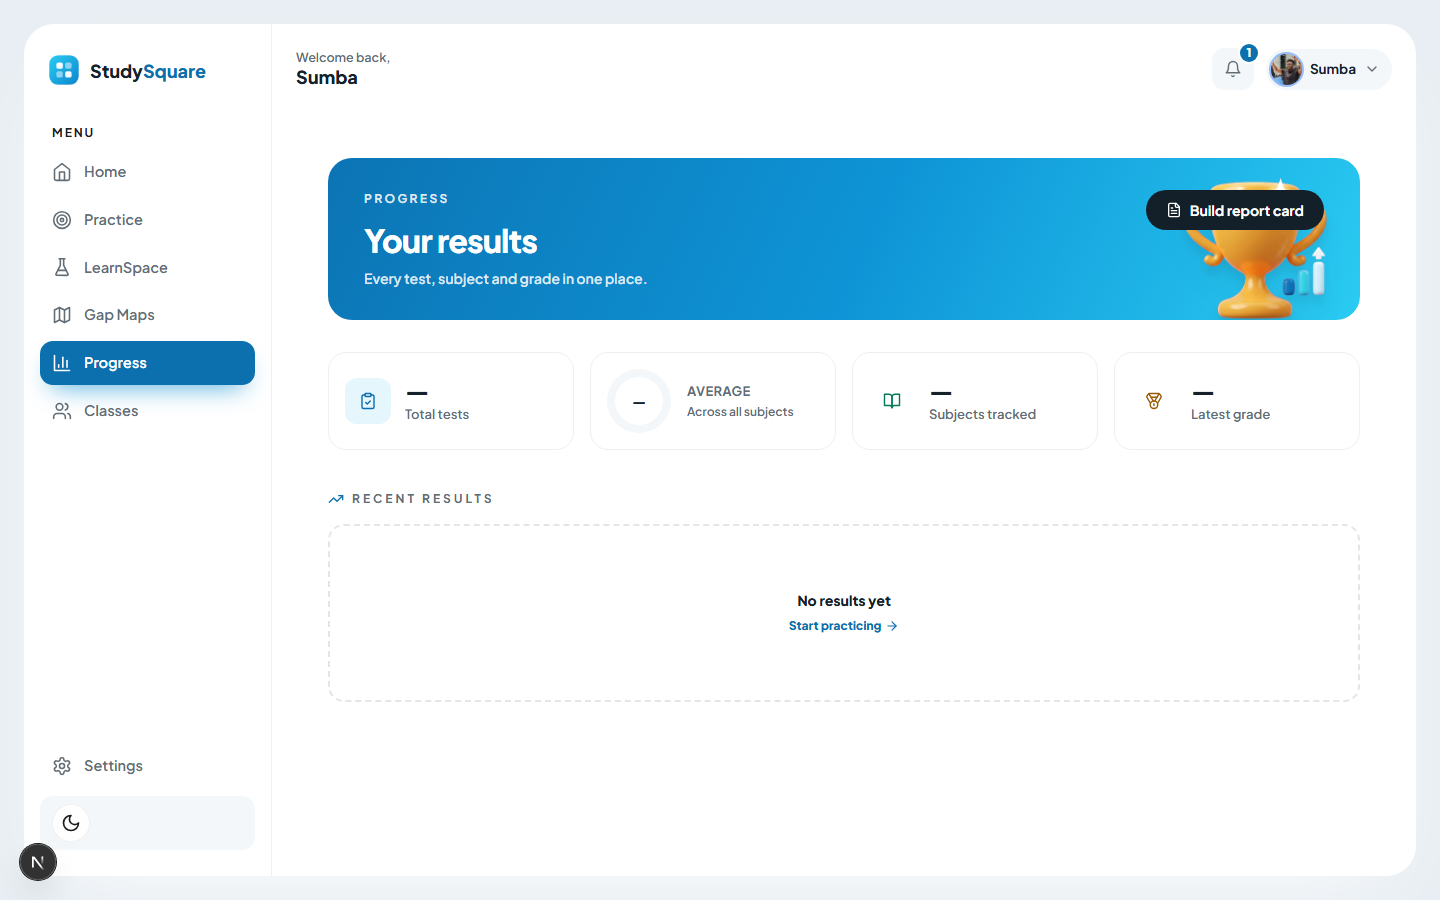 StudySquare
MENU
Home
Practice
LearnSpace
Gap Maps
Progress
Classes
Settings
N
Welcome back,
Sumba
1
Sumba
PROGRESS
Your results
Every test, subject and grade in one place.
Build report card
—
Total tests
–
AVERAGE
Across all subjects
—
Subjects tracked
—
Latest grade
RECENT RESULTS
No results yet
Start practicing →